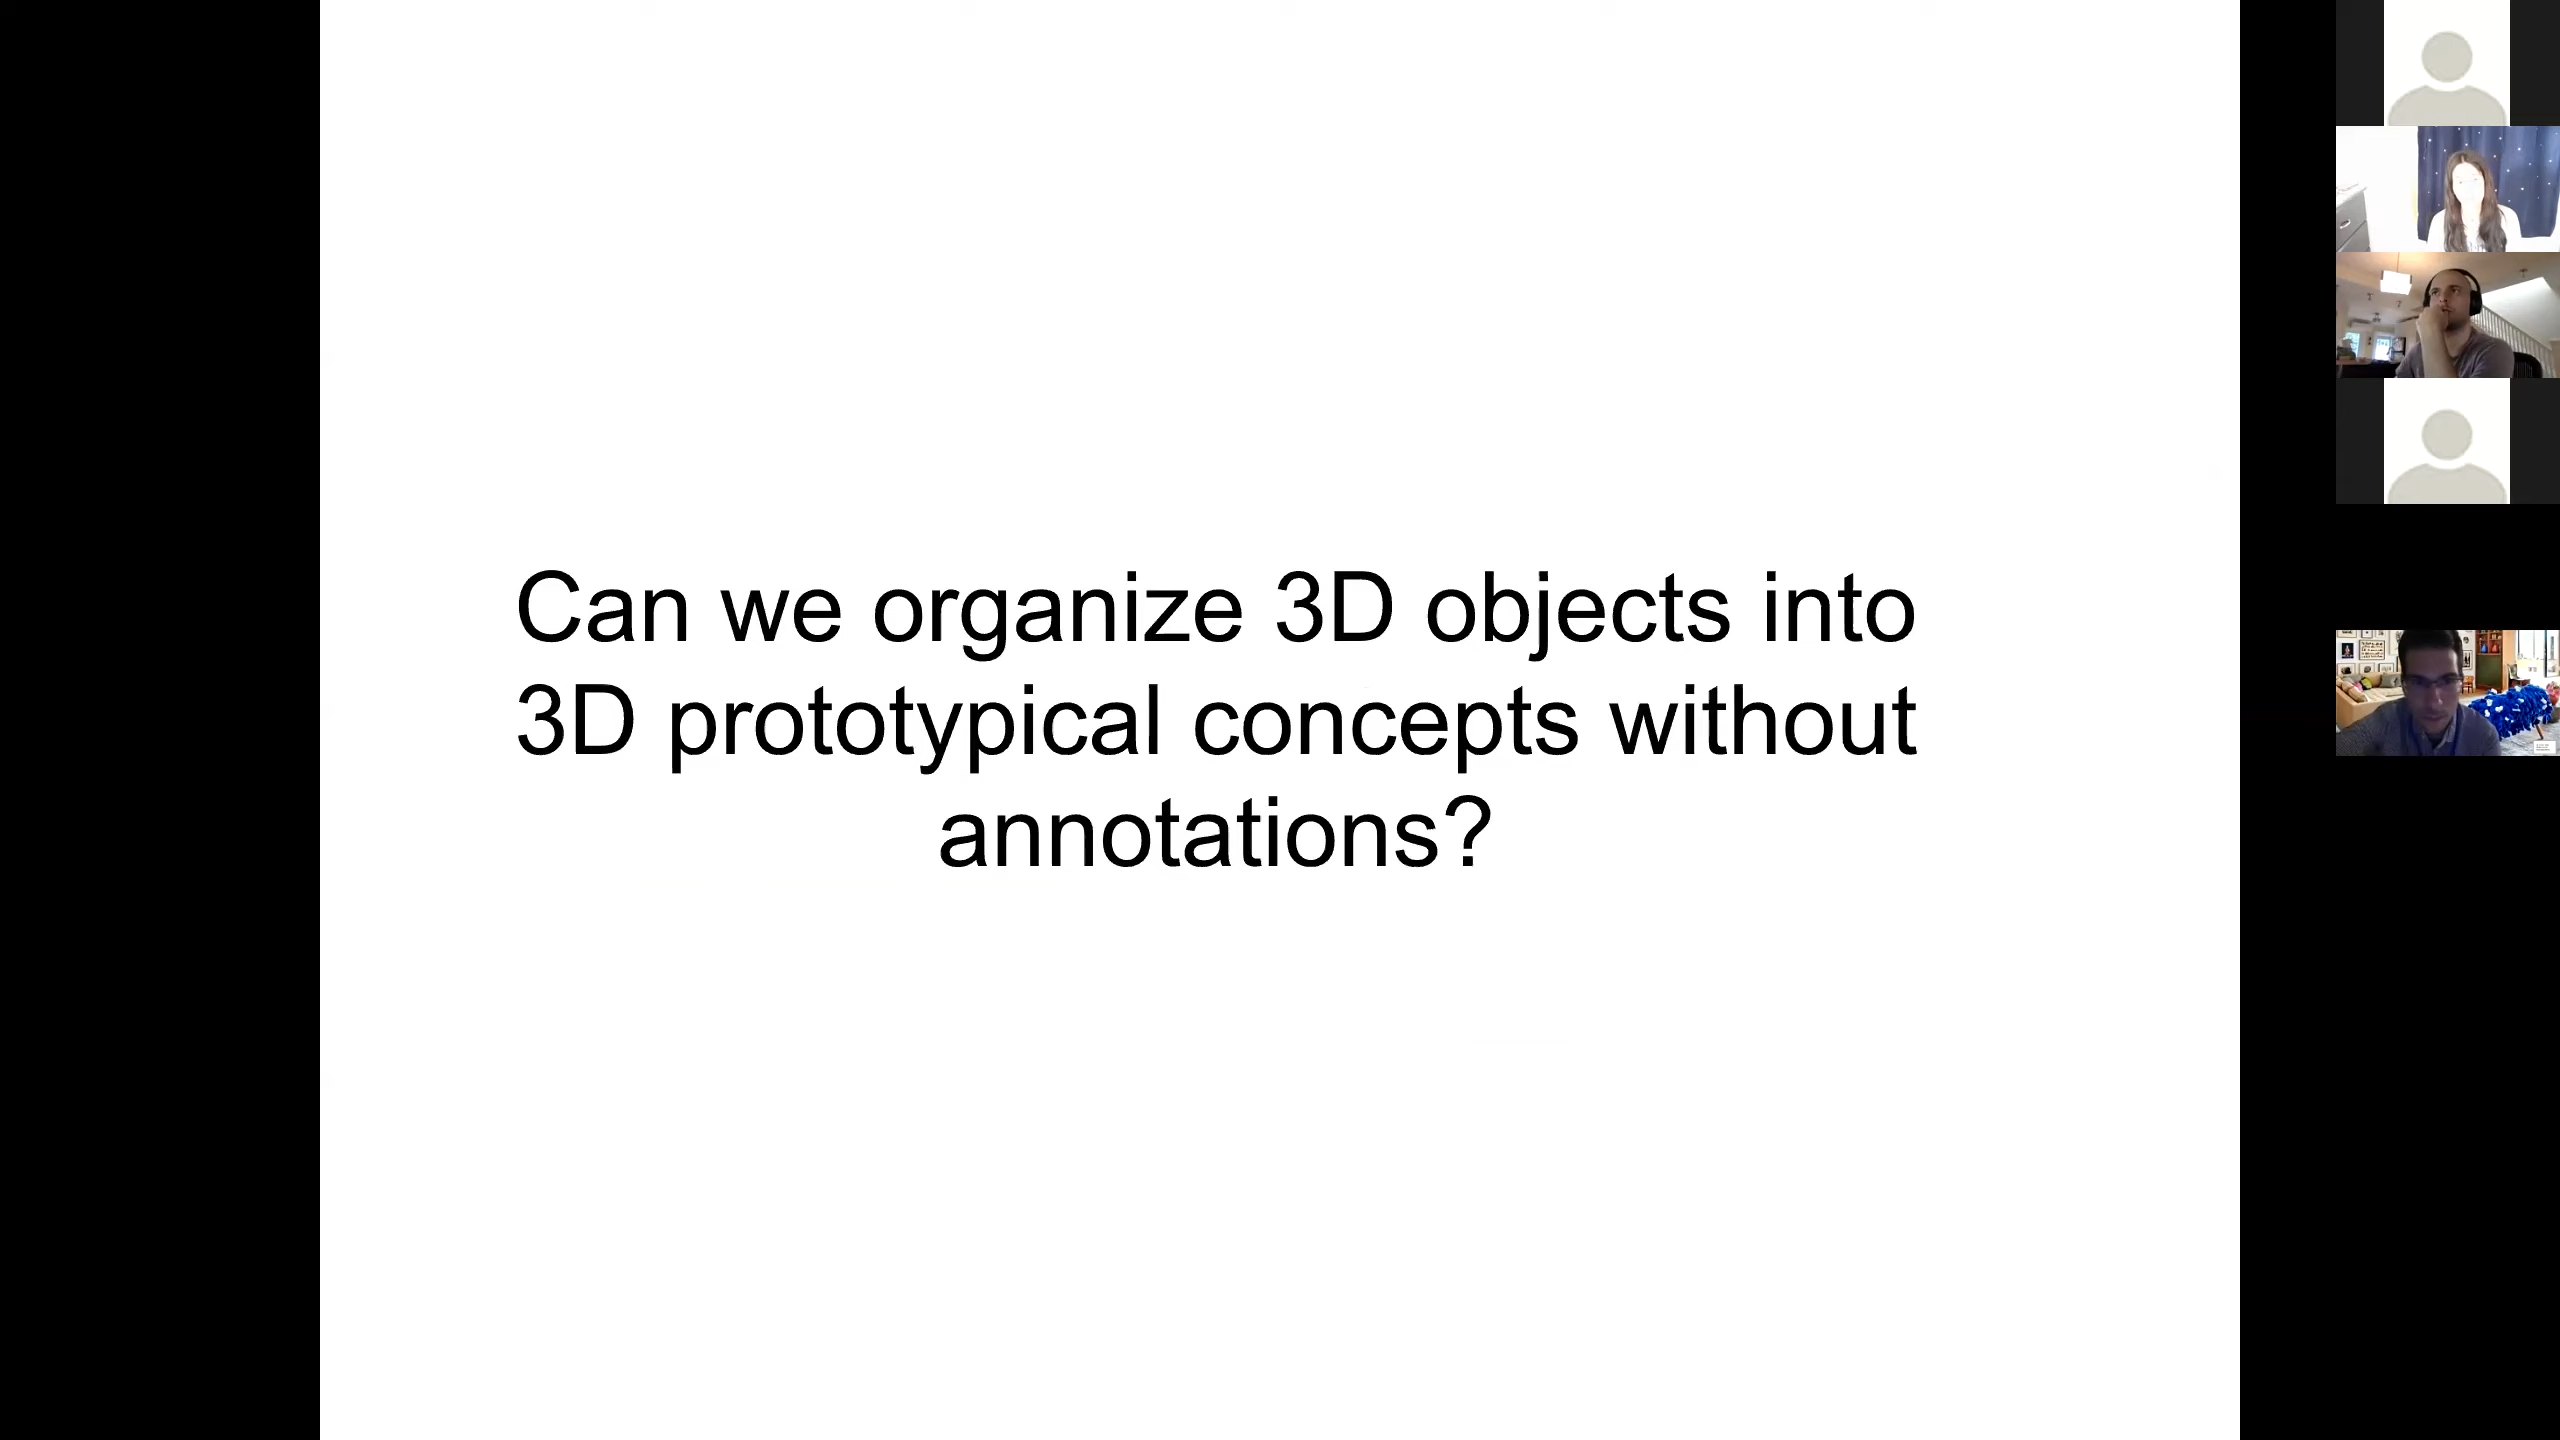 Can we organize 3D objects into
3D prototypical concepts without
annotations?